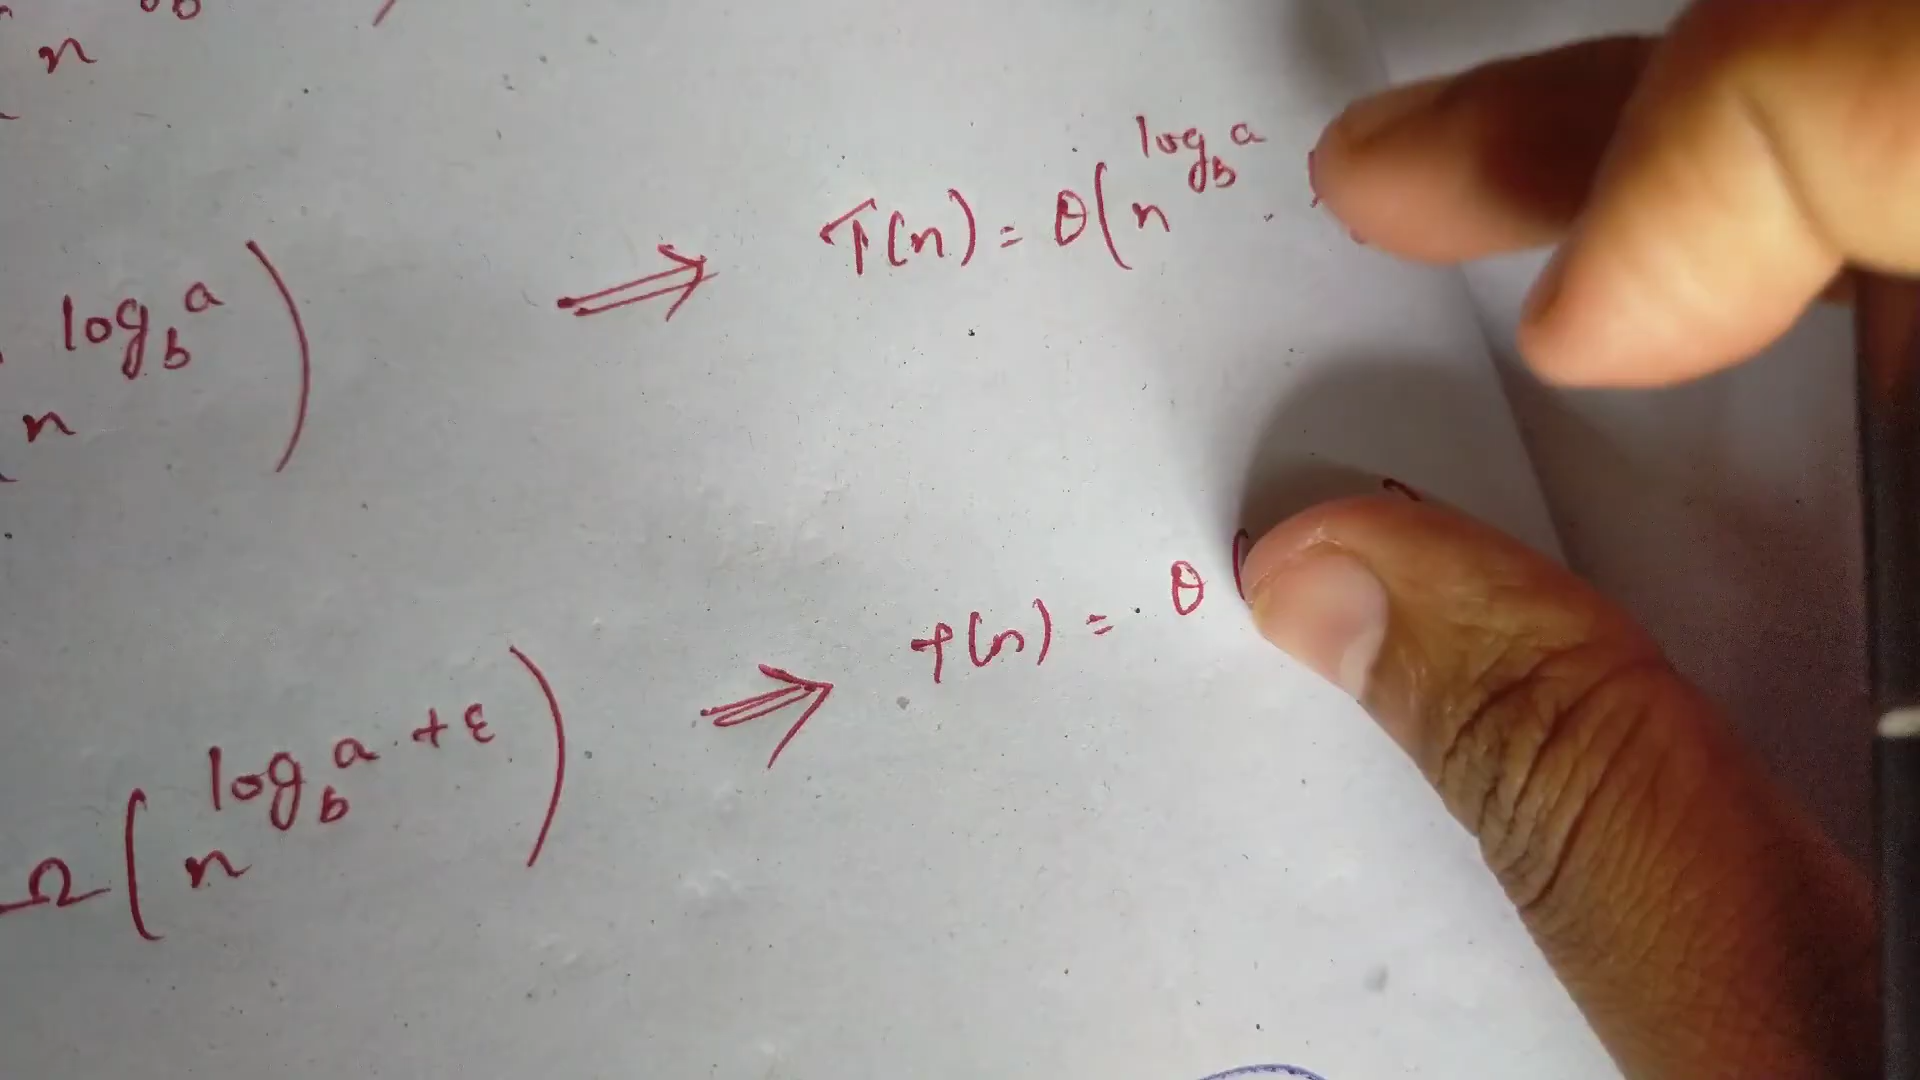 n
n^{log_b a}) ⇒ T(n) = θ(n^{log_b a} .
Ω(n^{log_b a + ε}) ⇒ T(n) = θ(